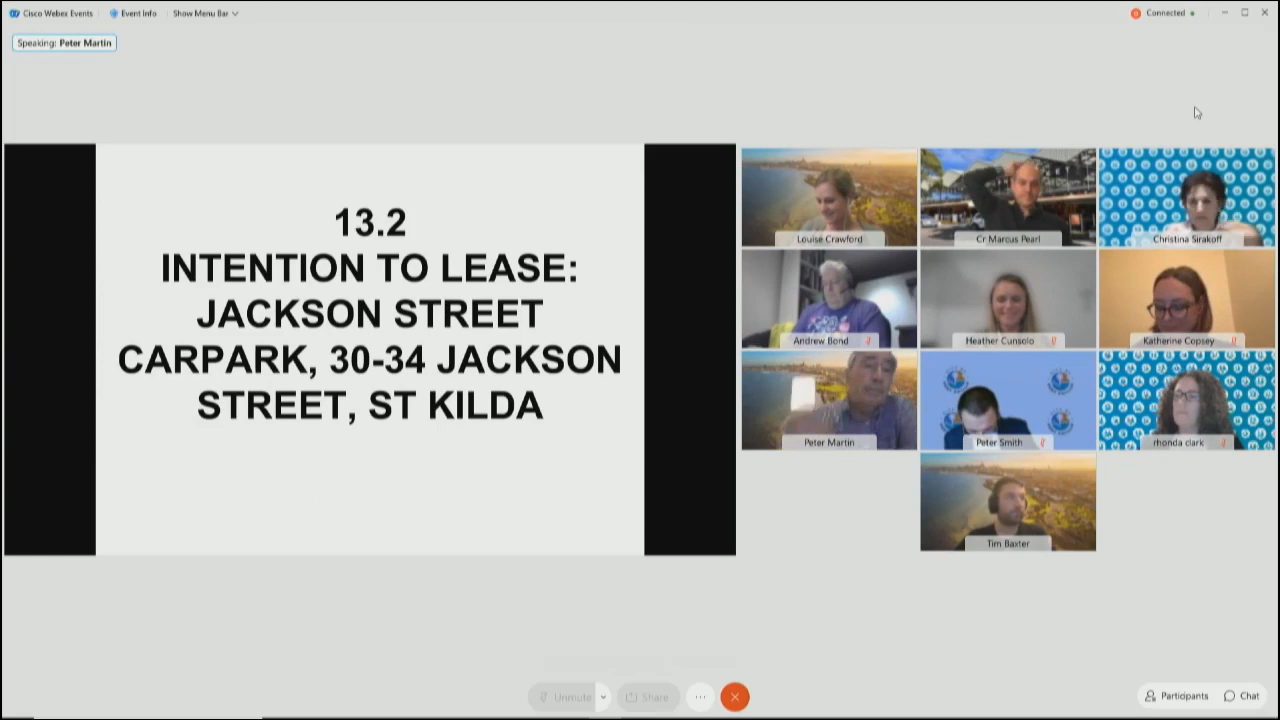 Cisco Webex Events
Event Info
Show Menu Bar
Connected
Speaking: Peter Martin
13.2
INTENTION TO LEASE:
JACKSON STREET
CARPARK, 30-34 JACKSON
STREET, ST KILDA
Louise Crawford
Cr Marcus Pearl
Christina Sirakoff
Andrew Bond
Heather Cunsolo
Katherine Copsey
Peter Martin
Peter Smith
rhonda clark
Tim Baxter
Unmute
Share
Participants
Chat